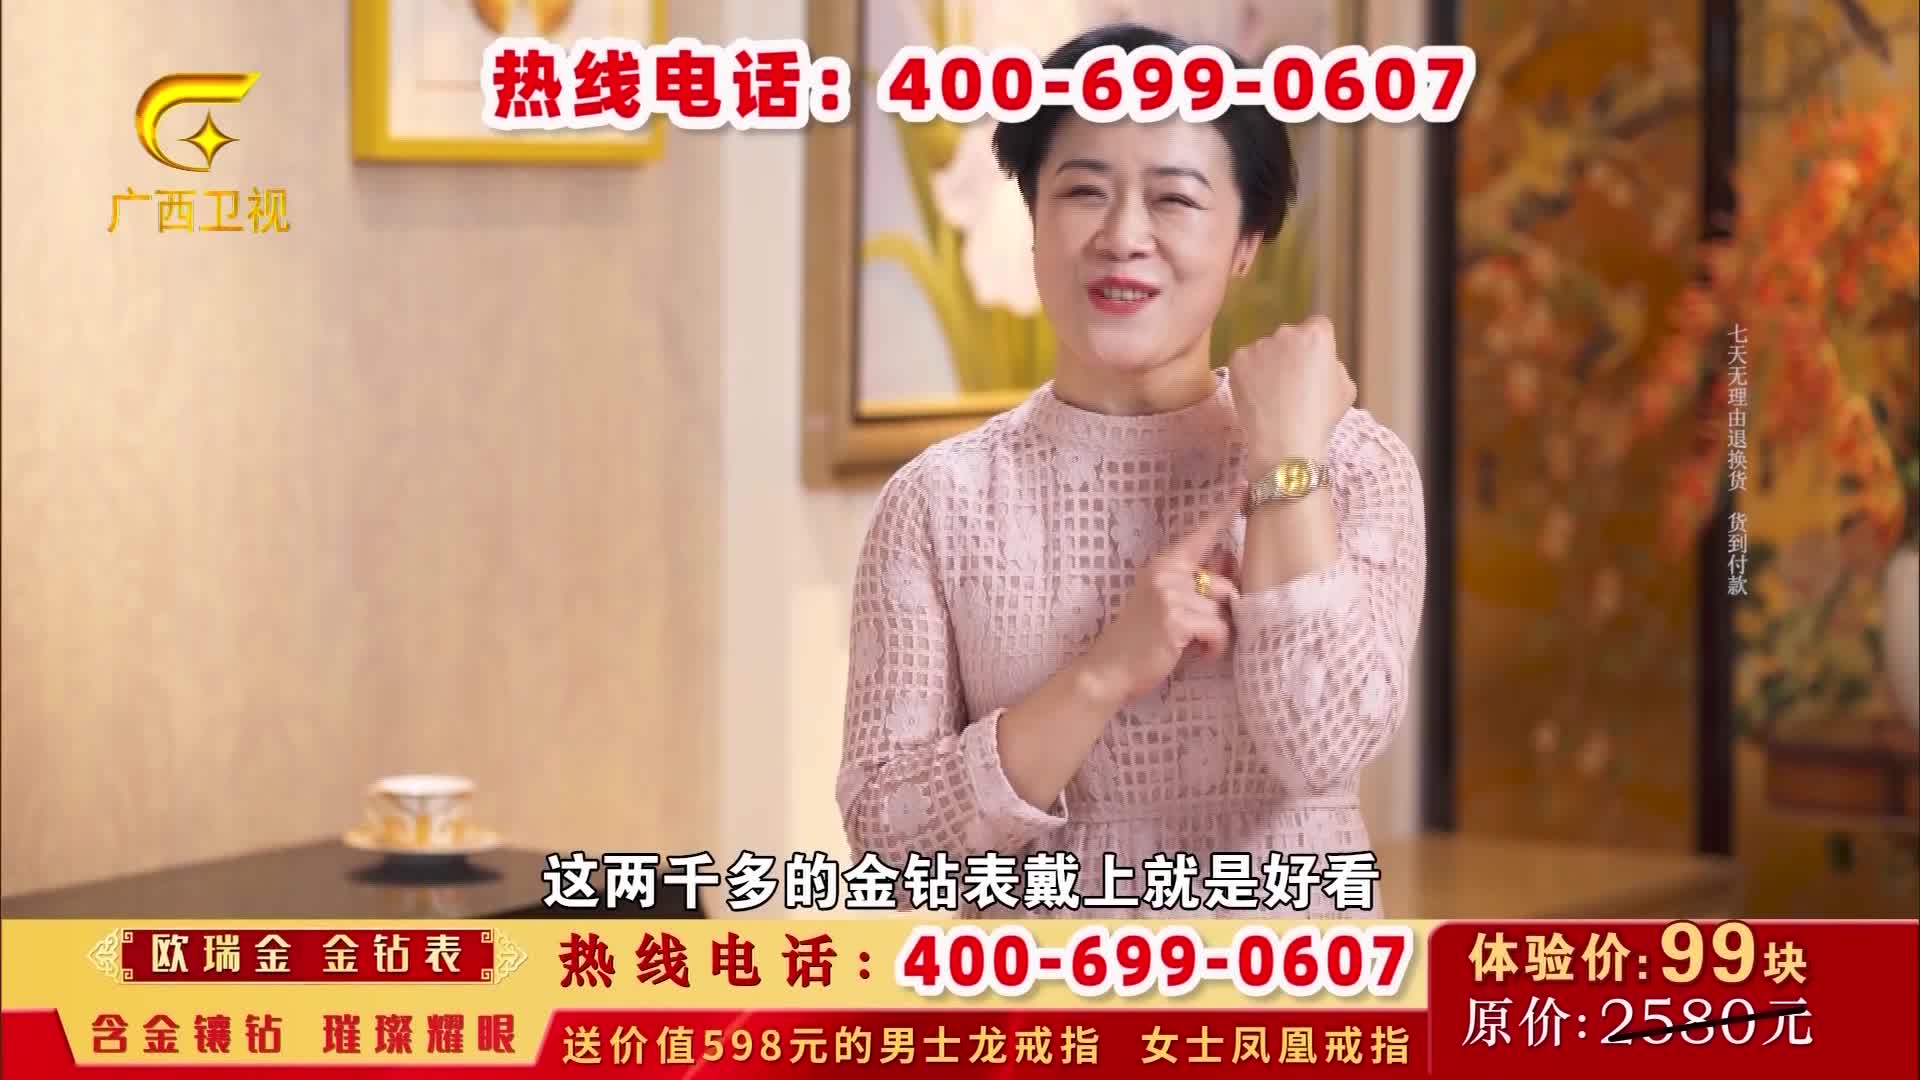 热线电话：400-699-0607
广西卫视
七天无理由退换货 货到付款
这两千多的金钻表戴上就是好看
欧瑞金 金钻表
热线电话：400-699-0607
体验价:99块
原价:2580元
含金镶钻 璀璨耀眼
送价值598元的男士龙戒指 女士凤凰戒指